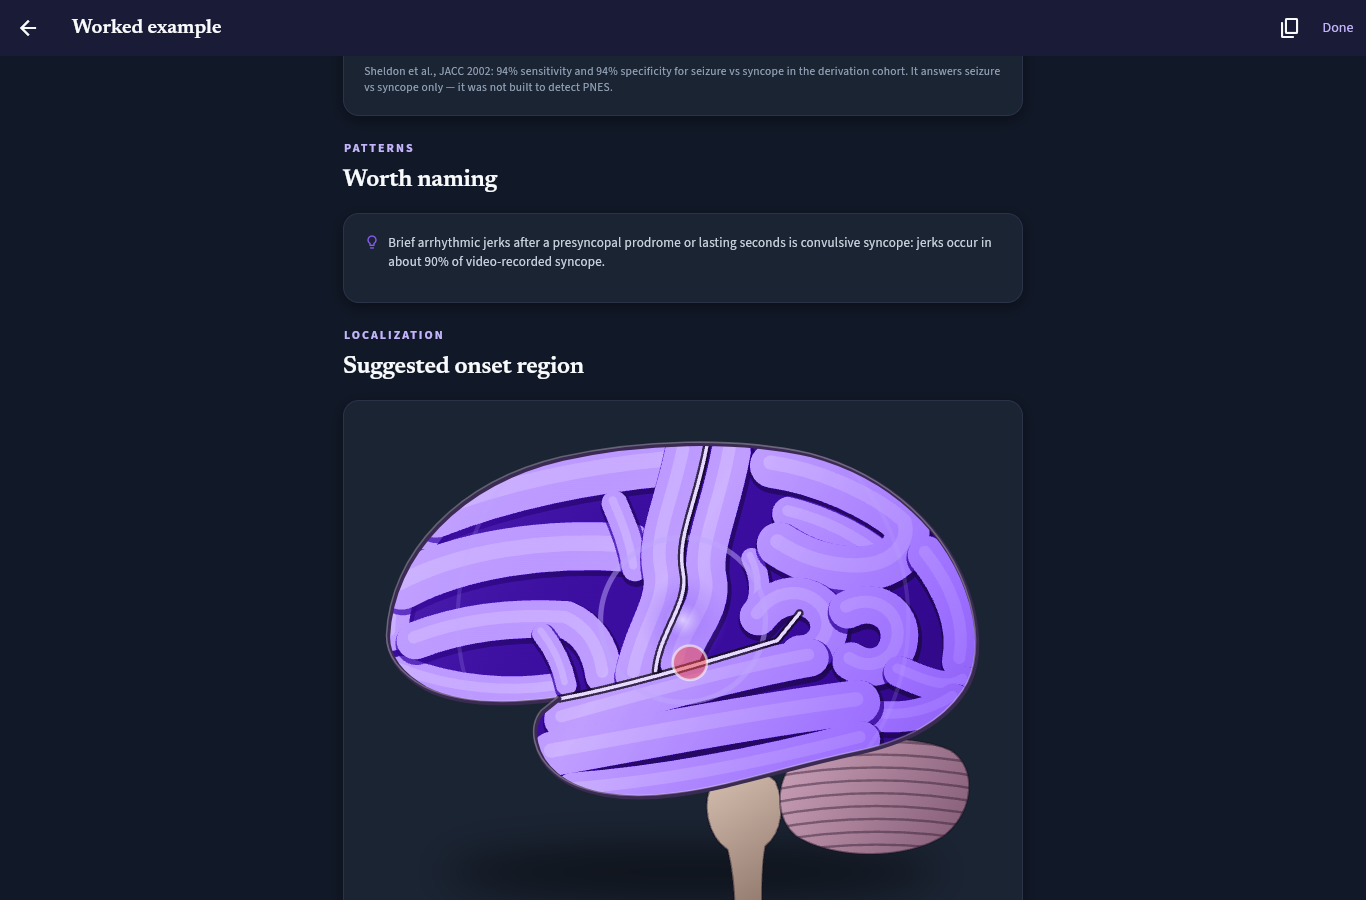 Worked example
Done
Sheldon et al., JACC 2002: 94% sensitivity and 94% specificity for seizure vs syncope in the derivation cohort. It answers seizure
vs syncope only — it was not built to detect PNES.
PATTERNS
Worth naming
Brief arrhythmic jerks after a presyncopal prodrome or lasting seconds is convulsive syncope: jerks occur in
about 90% of video-recorded syncope.
LOCALIZATION
Suggested onset region